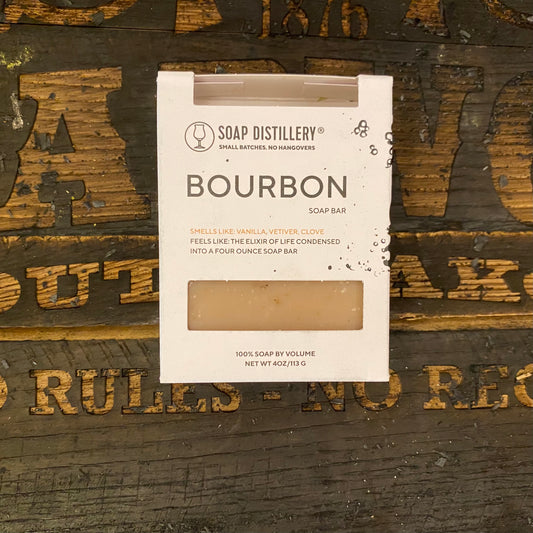 1876
SOAP DISTILLERY®
SMALL BATCHES. NO HANGOVERS
BOURBON
SOAP BAR
SMELLS LIKE: VANILLA, VETIVER, CLOVE
FEELS LIKE: THE ELIXIR OF LIFE CONDENSED
INTO A FOUR OUNCE SOAP BAR
100% SOAP BY VOLUME
NET WT 4OZ/113 G
RULES - NO